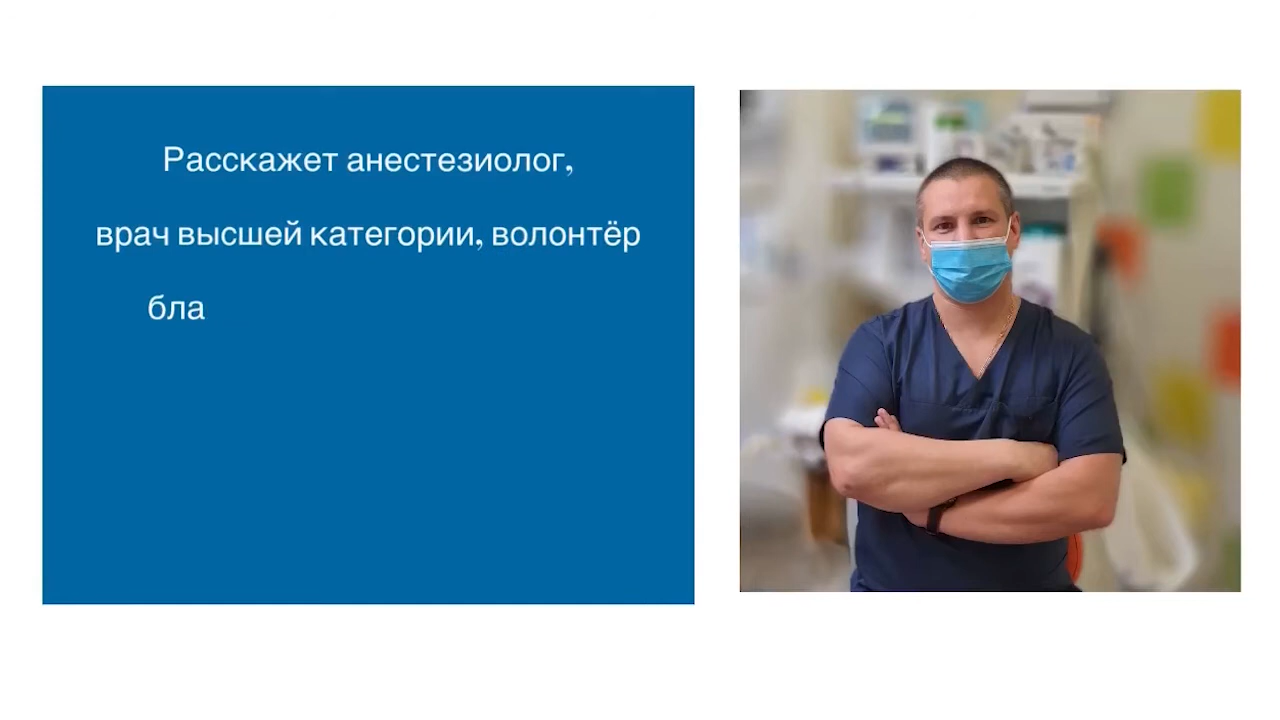 Расскажет анестезиолог,
врач высшей категории, волонтёр
бла